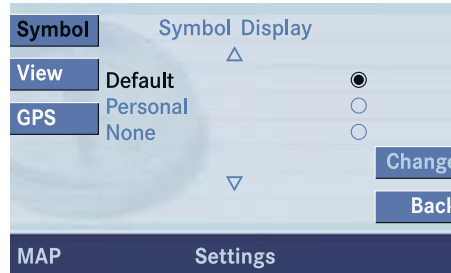 Symbol Symbol Display
View
Default
GPS
Personal
None
Change
Back
MAP Settings